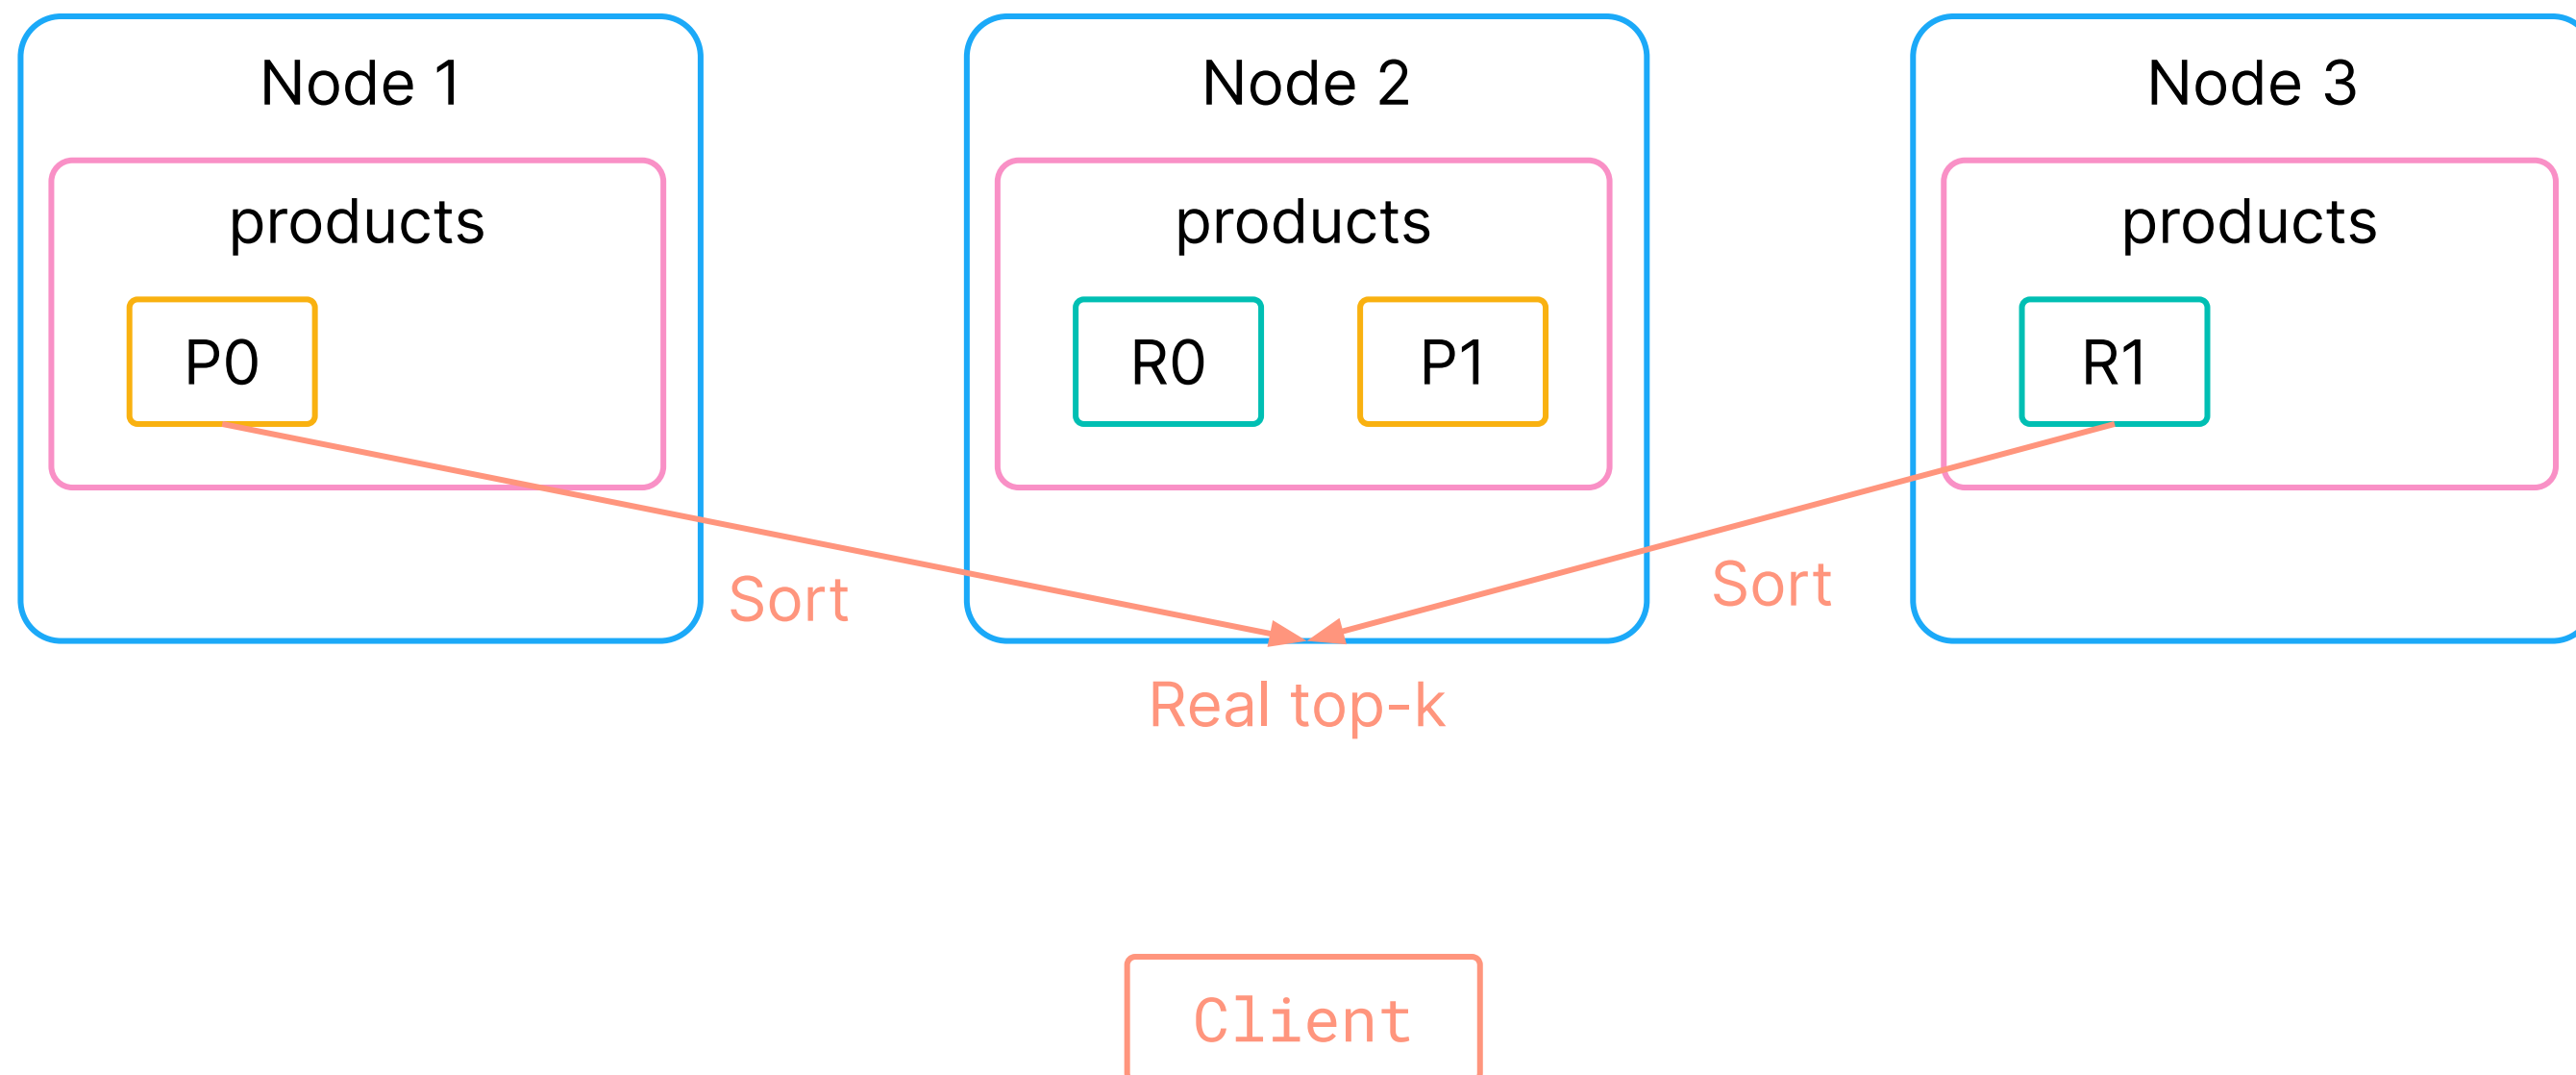 Node 1
products
P0
Node 2
products
R0
P1
Node 3
products
R1
Sort
Sort
Real top-k
Client